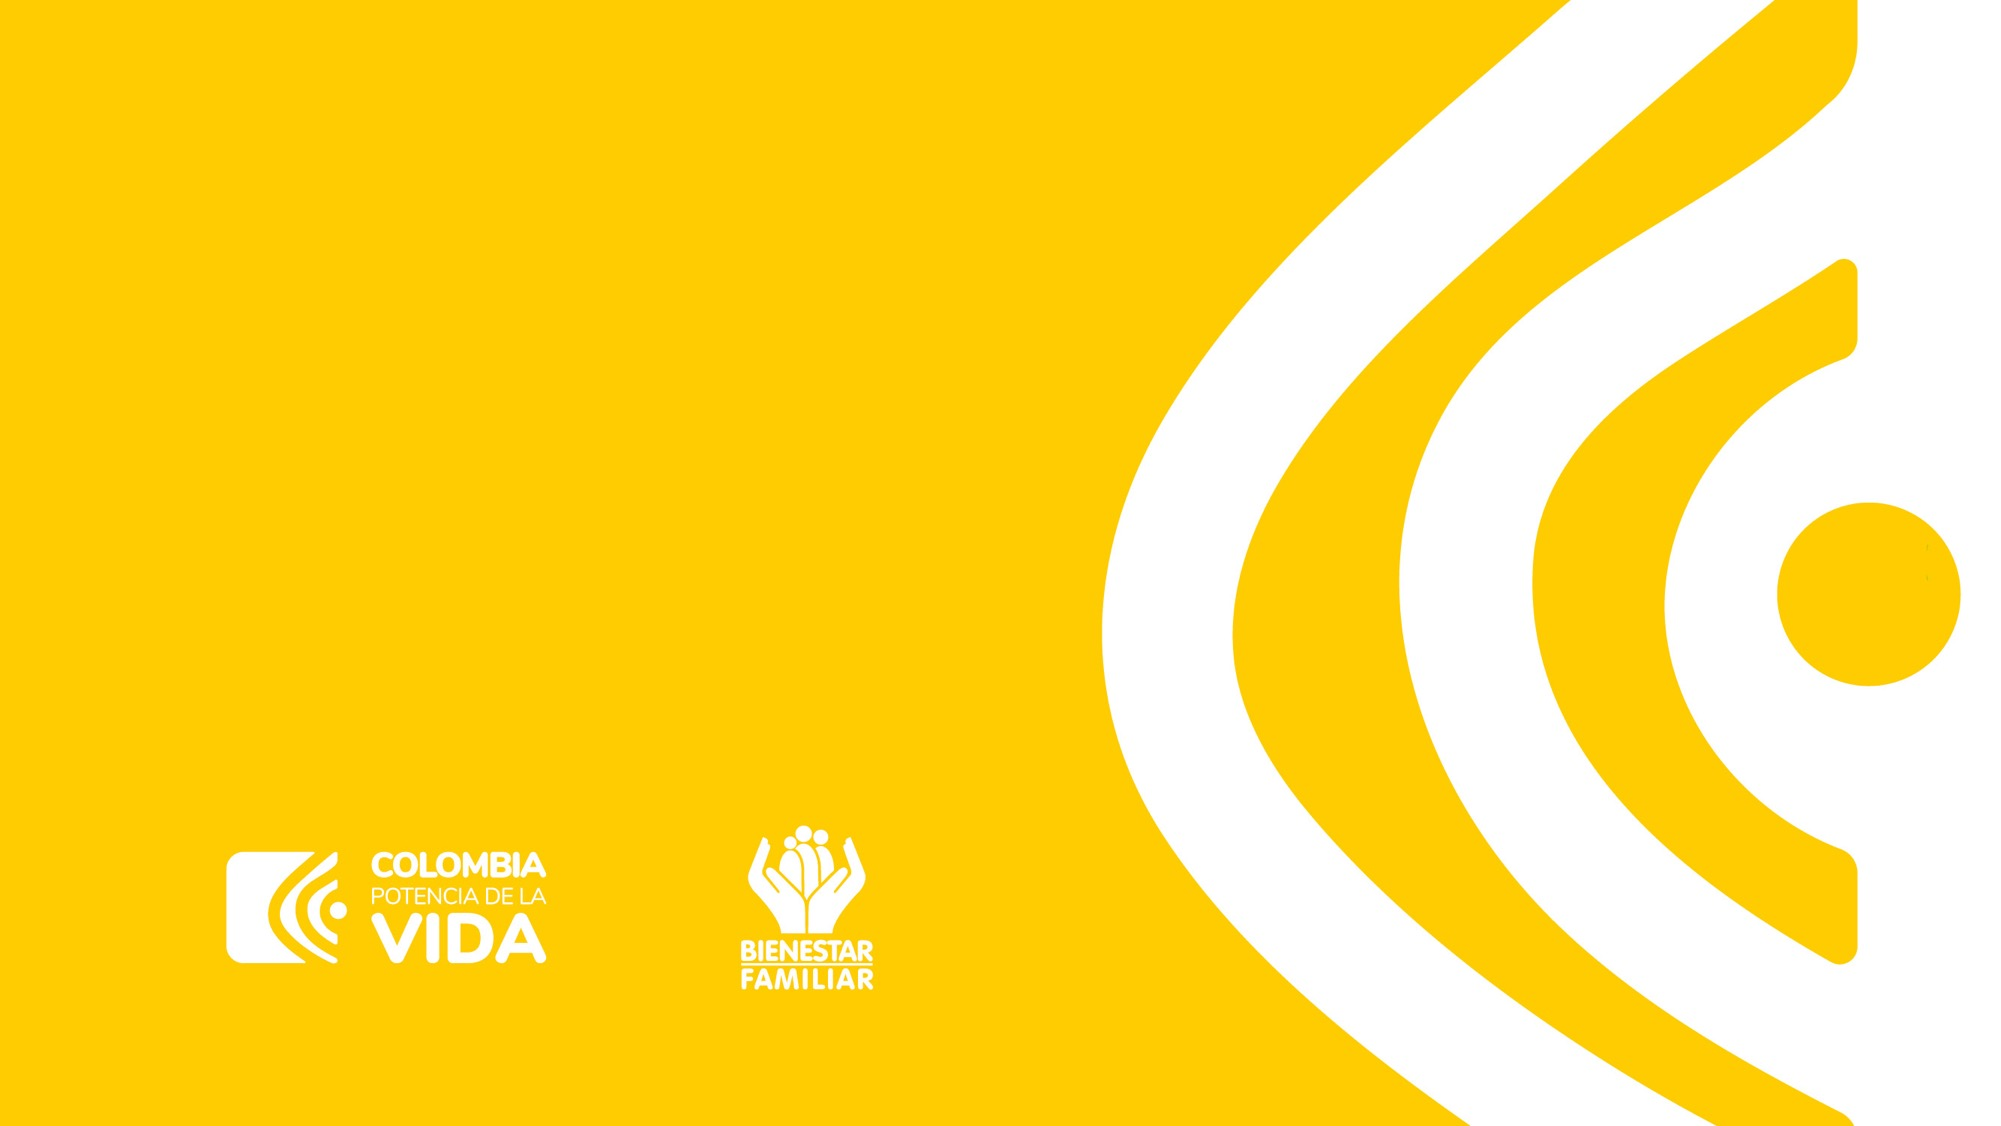 COLOMBIA
POTENCIA DE LA
VIDA
BIENESTAR
FAMILIAR